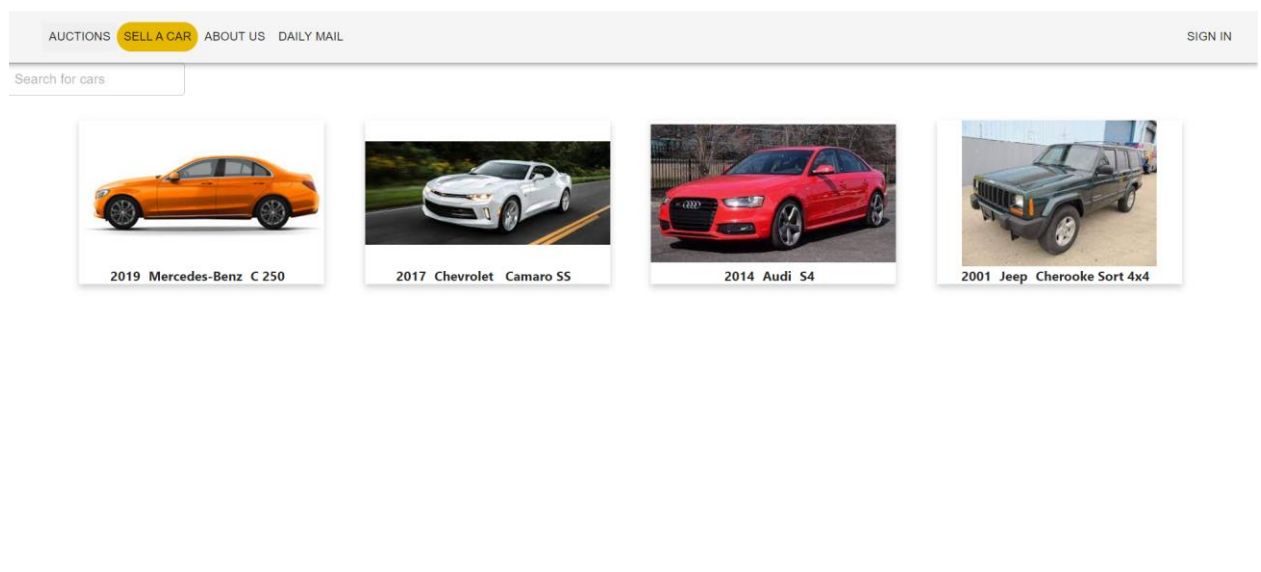 AUCTIONS SELL A CAR ABOUT US DAILY MAIL SIGN IN
Search for cars
2019 Mercedes-Benz C 250
2017 Chevrolet Camaro SS
2014 Audi S4
2001 Jeep Cherooke Sort 4x4